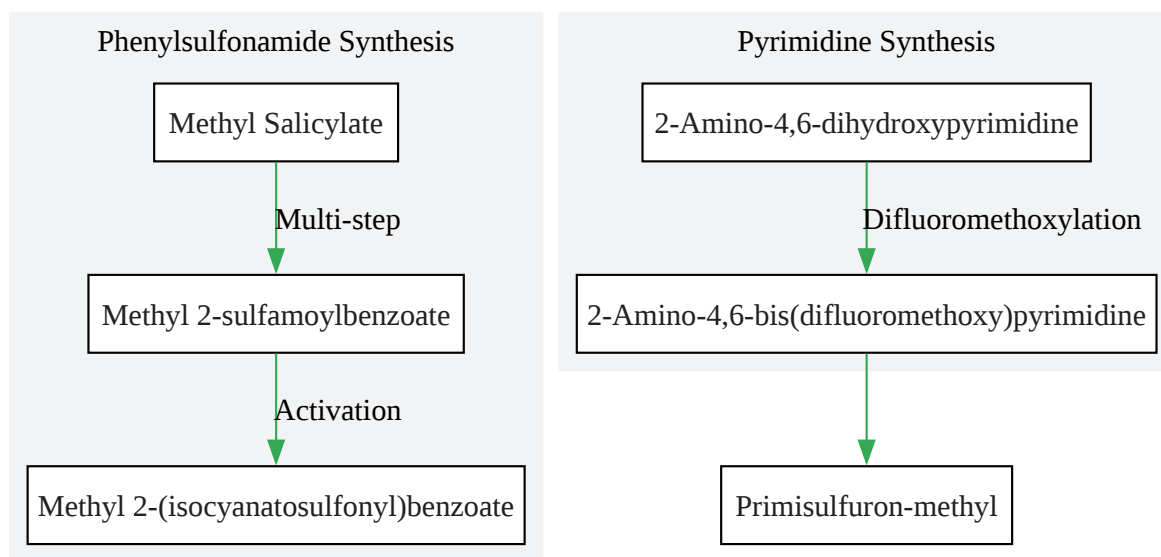 Phenylsulfonamide Synthesis
Methyl Salicylate
Multi-step
Methyl 2-sulfamoylbenzoate
Activation
Methyl 2-(isocyanatosulfonyl)benzoate
Pyrimidine Synthesis
2-Amino-4,6-dihydroxypyrimidine
Difluoromethoxylation
2-Amino-4,6-bis(difluoromethoxy)pyrimidine
Primisulfuron-methyl